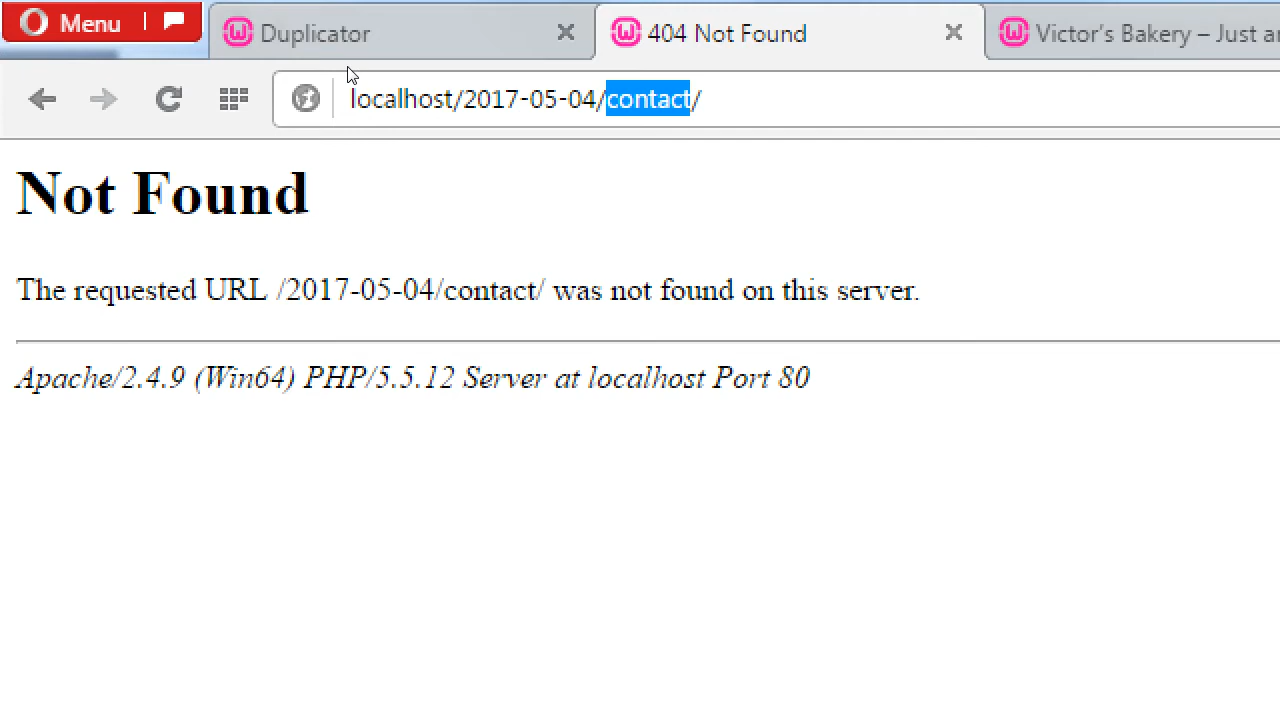 Menu
Duplicator
404 Not Found
Victor's Bakery – Just
localhost/2017-05-04/contact/
Not Found
The requested URL /2017-05-04/contact/ was not found on this server.
Apache/2.4.9 (Win64) PHP/5.5.12 Server at localhost Port 80